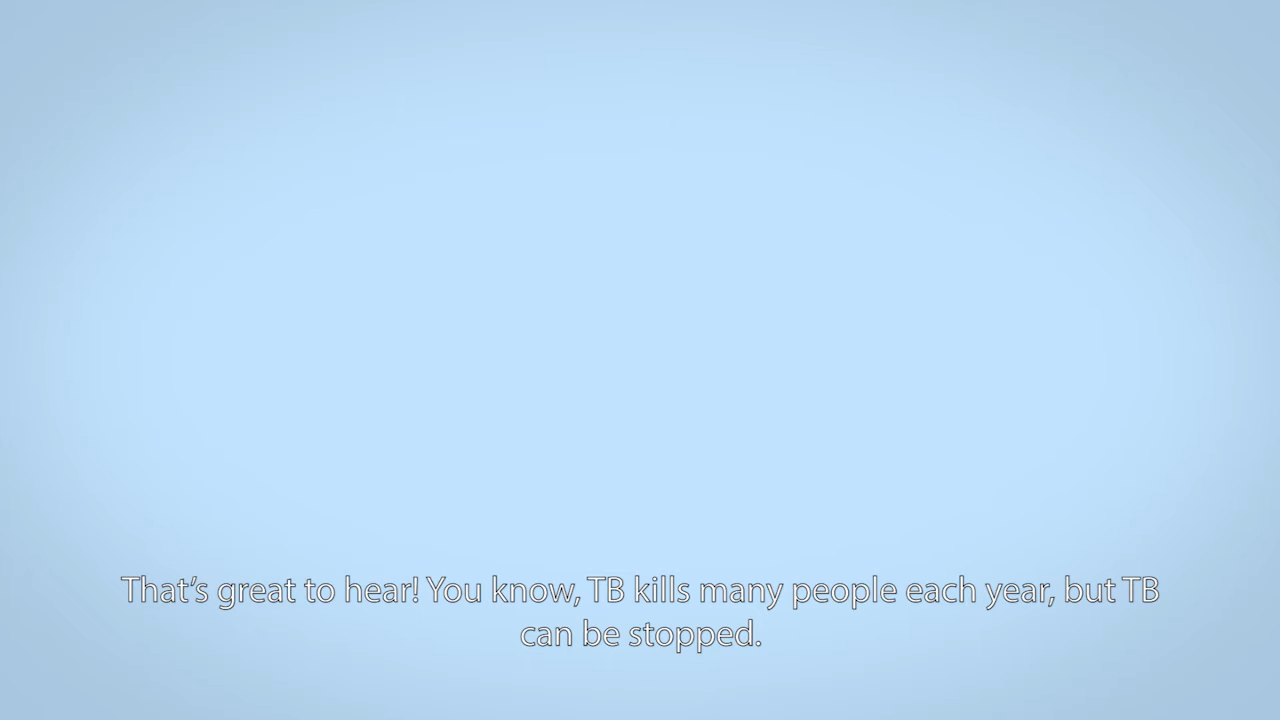 That’s great to hear! You know, TB kills many people each year, but TB
can be stopped.